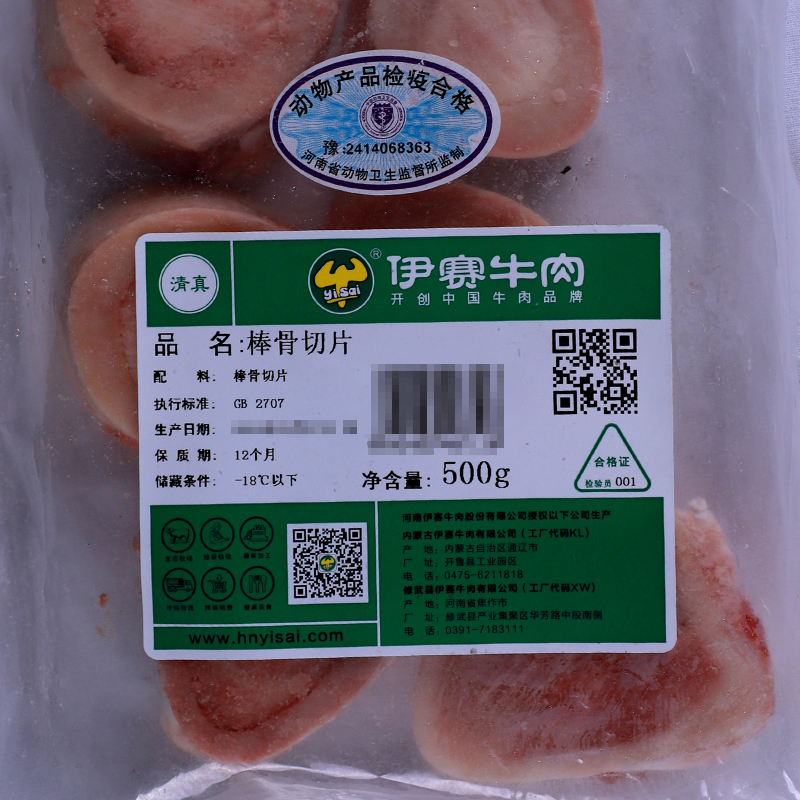 动物产品检疫合格
豫:2414068363
河南省动物卫生监督所监制
清真
yi sai
®
伊赛牛肉
开创中国牛肉品牌
品 名:棒骨切片
配 料: 棒骨切片
执行标准: GB 2707
生产日期:
保 质 期: 12个月
储藏条件: -18℃以下
净含量: 500g
合格证
检验员 001
www.hnyisai.com
河南伊赛牛肉股份有限公司授权以下公司生产
内蒙古伊赛牛肉有限公司（工厂代码KL）
产 地: 内蒙古自治区通辽市
厂 址: 开鲁县工业园区
电 话: 0475-6211818
修武县伊赛牛肉有限公司（工厂代码XW）
产 地: 河南省焦作市
厂 址: 修武县产业集聚区华芳路中段南侧
电 话: 0391-7183111